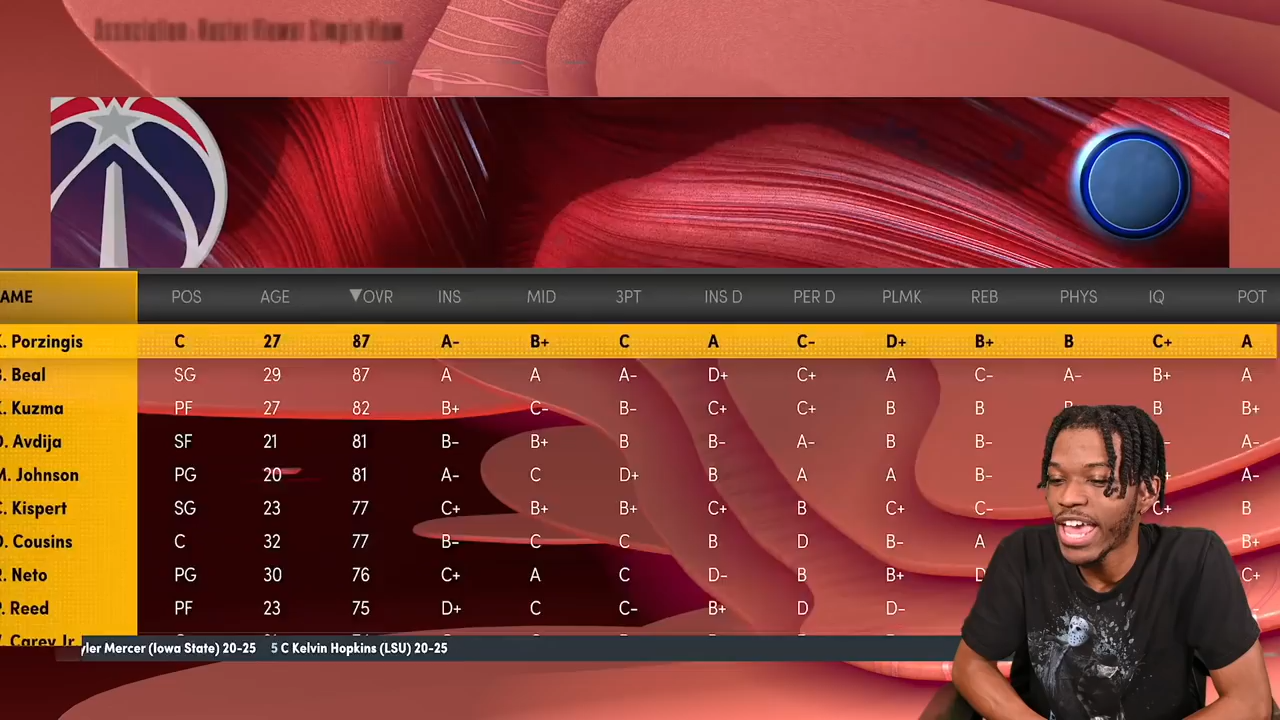 AME POS AGE ▼OVR INS MID 3PT INS D PER D PLMK REB PHYS IQ POT
. Porzingis C 27 87 A- B+ C A C- D+ B+ B C+ A
. Beal SG 29 87 A A A- D+ C+ A C- A- B+ A
. Kuzma PF 27 82 B+ C- B- C+ C+ B B B B+
. Avdija SF 21 81 B- B+ B B- A- B B- A-
M. Johnson PG 20 81 A- C D+ B A A B- A-
. Kispert SG 23 77 C+ B+ B+ C+ B C+ C- C+ B
. Cousins C 32 77 B- C C B D B- A B+
. Neto PG 30 76 C+ A C D- B B+ C+
. Reed PF 23 75 D+ C C- B+ D D-
. Carey Jr
ler Mercer (Iowa State) 20-25 5 C Kelvin Hopkins (LSU) 20-25